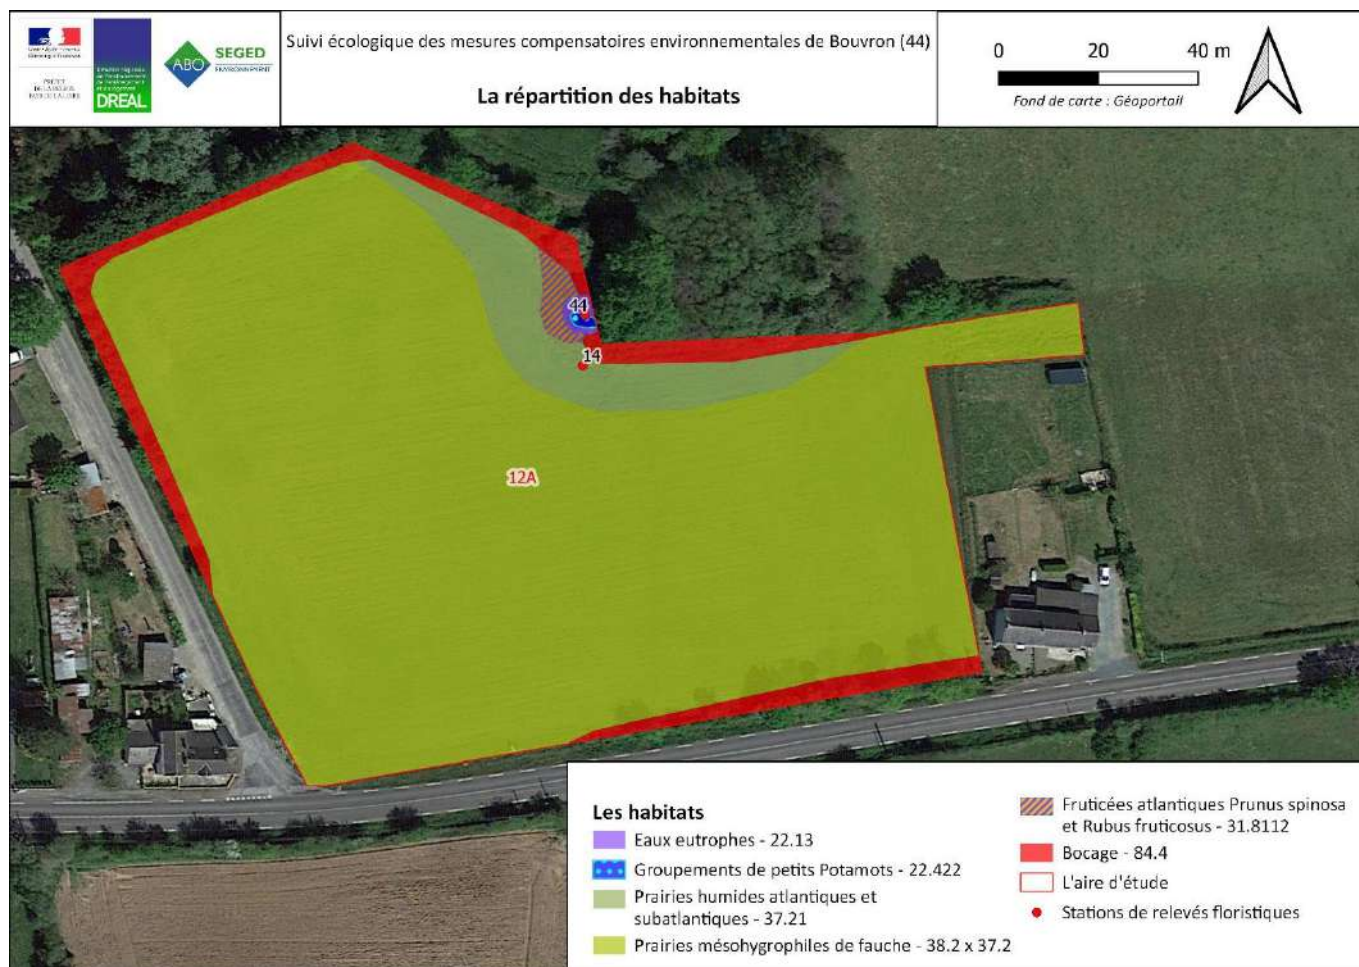 DREAL
ABO
SEGED
ENVIRONNEMENT
Suivi écologique des mesures compensatoires environnementales de Bouvron (44)
La répartition des habitats
0 20 40 m
Fond de carte : Géoportail
44
14
12A
Les habitats
Eaux eutrophes - 22.13
Groupements de petits Potamots - 22.422
Prairies humides atlantiques et
subatlantiques - 37.21
Prairies mésohygrophiles de fauche - 38.2 x 37.2
Fruticées atlantiques Prunus spinosa
et Rubus fruticosus - 31.8112
Bocage - 84.4
L'aire d'étude
Stations de relevés floristiques